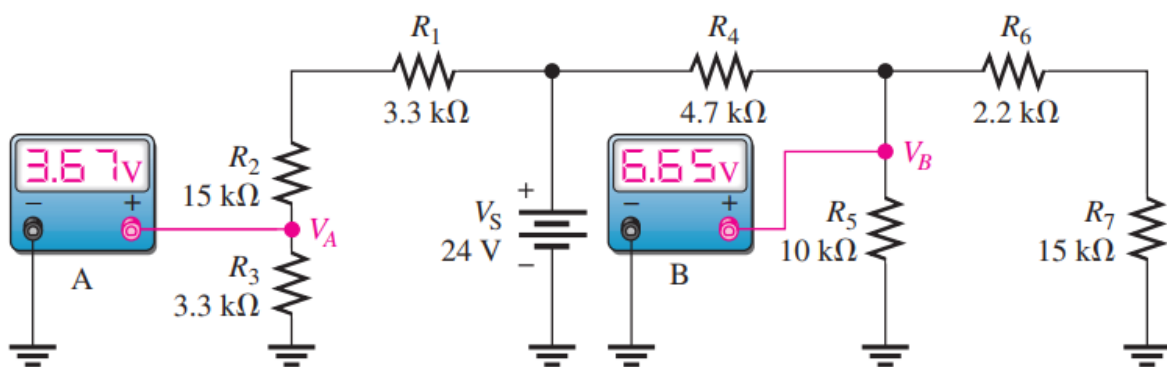 R1
3.3 kΩ
R4
4.7 kΩ
R6
2.2 kΩ
3.67V
− +
A
R2
15 kΩ
VA
R3
3.3 kΩ
+
VS
24 V
−
6.65V
− +
B
VB
R5
10 kΩ
R7
15 kΩ